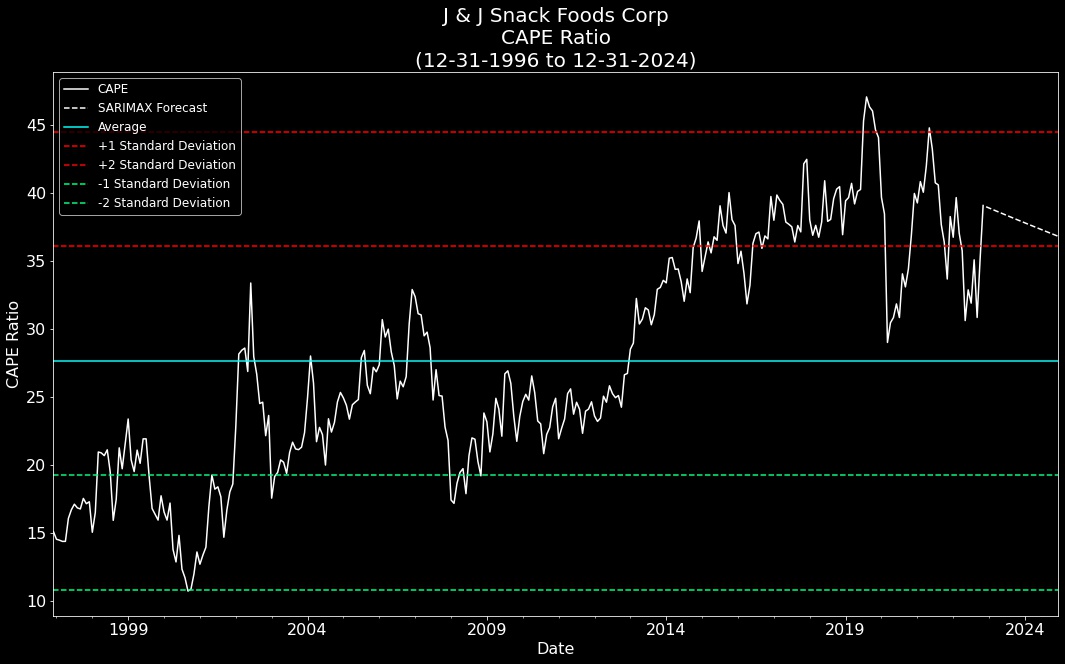 J & J Snack Foods Corp
CAPE Ratio
(12-31-1996 to 12-31-2024)
CAPE
SARIMAX Forecast
Average
+1 Standard Deviation
+2 Standard Deviation
-1 Standard Deviation
-2 Standard Deviation
CAPE Ratio
45
40
35
30
25
20
15
10
1999
2004
2009
2014
2019
2024
Date